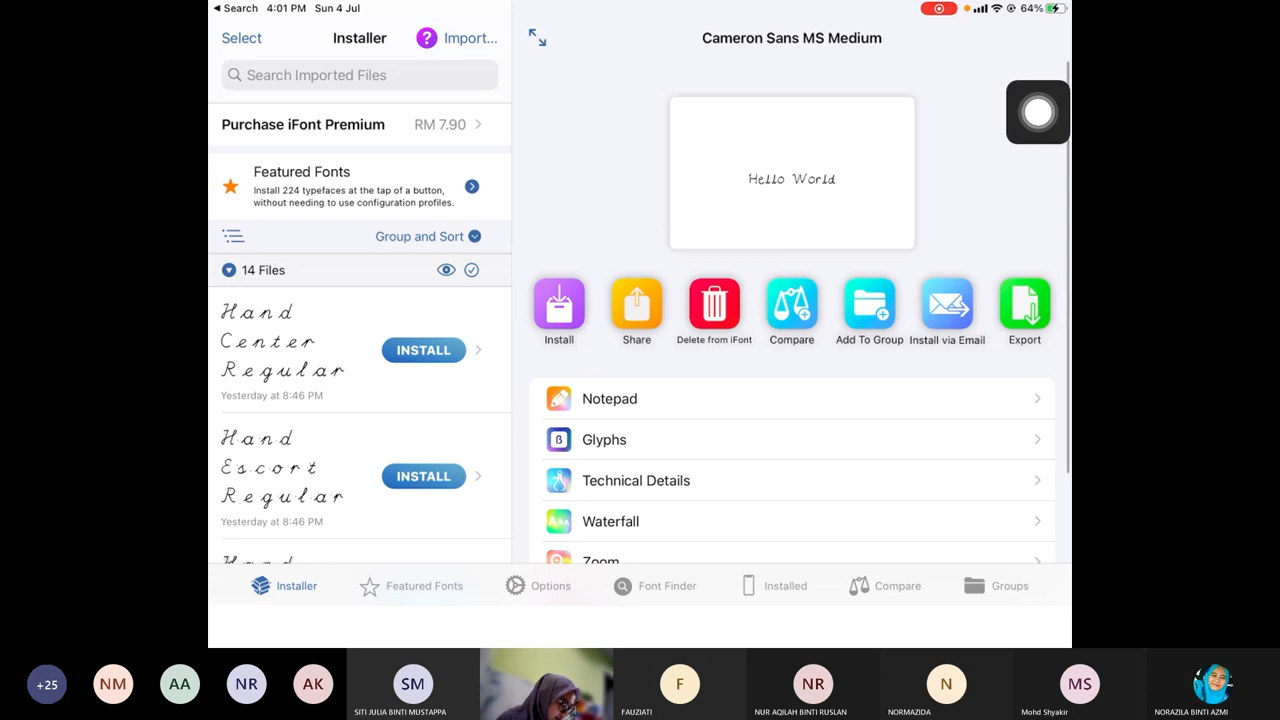 Search 4:01 PM Sun 4 Jul
64%
Select Installer ? Import...
Search Imported Files
Purchase iFont Premium RM 7.90
Featured Fonts
Install 224 typefaces at the tap of a button,
without needing to use configuration profiles.
Group and Sort
14 Files
Hand
Center
Regular
INSTALL
Yesterday at 8:46 PM
Hand
Escort
Regular
INSTALL
Yesterday at 8:46 PM
Cameron Sans MS Medium
Hello World
Install Share Delete from iFont Compare Add To Group Install via Email Export
Notepad
ß Glyphs
Technical Details
AAA Waterfall
Zoom
Installer Featured Fonts Options Font Finder Installed Compare Groups
+25 NM AA NR AK SM F NR N MS
SITI JULIA BINTI MUSTAPPA FAUZIATI NUR AQILAH BINTI RUSLAN NORMAZIDA Mohd Shyakir NORAZILA BINTI AZMI